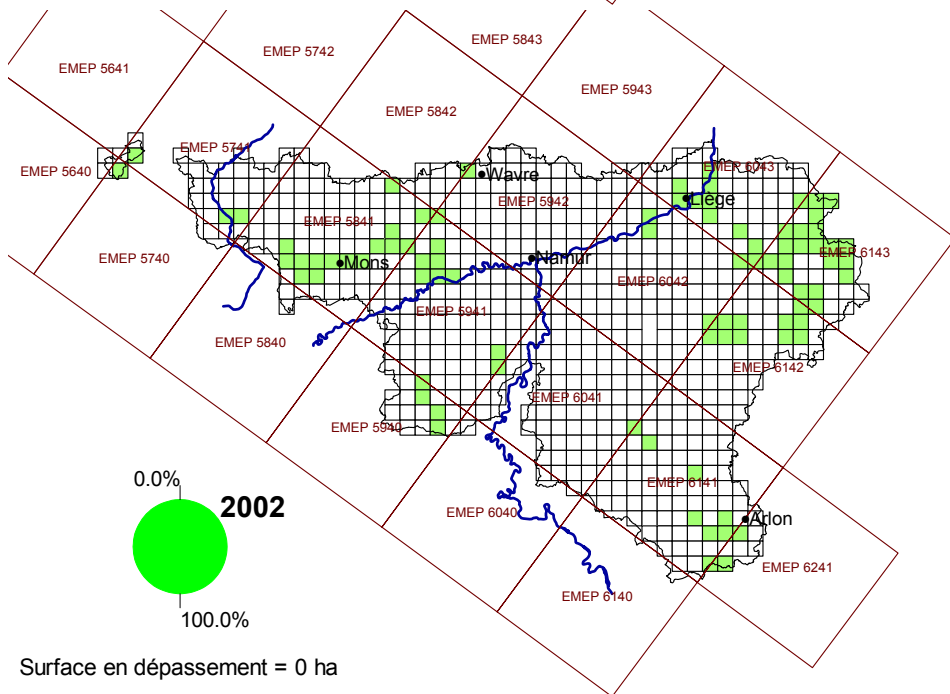 EMEP 5843
EMEP 5742
EMEP 5641
EMEP 5943
EMEP 5842
EMEP 5741
EMEP 6043
EMEP 5640
Wavre
Liège
EMEP 5942
EMEP 5841
EMEP 6143
EMEP 5740
Mons
Namur
EMEP 6042
EMEP 5941
EMEP 5840
EMEP 6142
EMEP 6041
EMEP 5940
0.0%
EMEP 6141
2002
EMEP 6040
Arlon
EMEP 6241
EMEP 6140
100.0%
Surface en dépassement = 0 ha